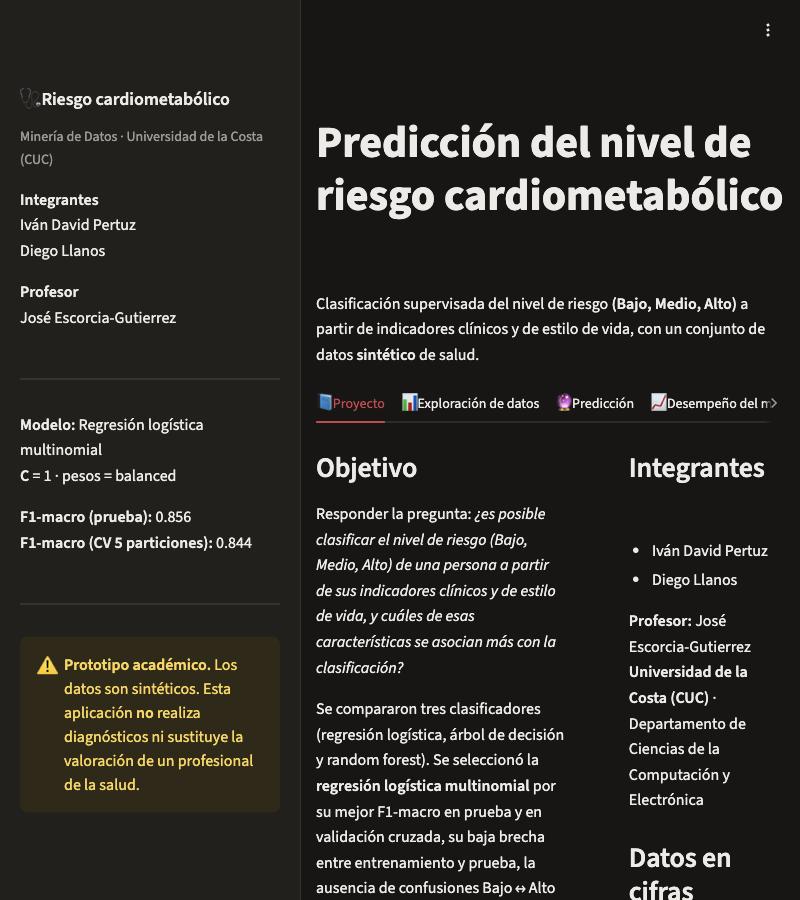 Riesgo cardiometabólico
Minería de Datos · Universidad de la Costa
(CUC)
Integrantes
Iván David Pertuz
Diego Llanos
Profesor
José Escorcia-Gutierrez
Modelo: Regresión logística
multinomial
C = 1 · pesos = balanced
F1-macro (prueba): 0.856
F1-macro (CV 5 particiones): 0.844
Prototipo académico. Los
datos son sintéticos. Esta
aplicación no realiza
diagnósticos ni sustituye la
valoración de un profesional
de la salud.
Predicción del nivel de
riesgo cardiometabólico
Clasificación supervisada del nivel de riesgo (Bajo, Medio, Alto) a
partir de indicadores clínicos y de estilo de vida, con un conjunto de
datos sintético de salud.
Proyecto Exploración de datos Predicción Desempeño del m
Objetivo
Responder la pregunta: ¿es posible
clasificar el nivel de riesgo (Bajo,
Medio, Alto) de una persona a partir
de sus indicadores clínicos y de estilo
de vida, y cuáles de esas
características se asocian más con la
clasificación?
Se compararon tres clasificadores
(regresión logística, árbol de decisión
y random forest). Se seleccionó la
regresión logística multinomial por
su mejor F1-macro en prueba y en
validación cruzada, su baja brecha
entre entrenamiento y prueba, la
ausencia de confusiones Bajo ↔ Alto
Integrantes
• Iván David Pertuz
• Diego Llanos
Profesor: José
Escorcia-Gutierrez
Universidad de la
Costa (CUC) ·
Departamento de
Ciencias de la
Computación y
Electrónica
Datos en
cifras